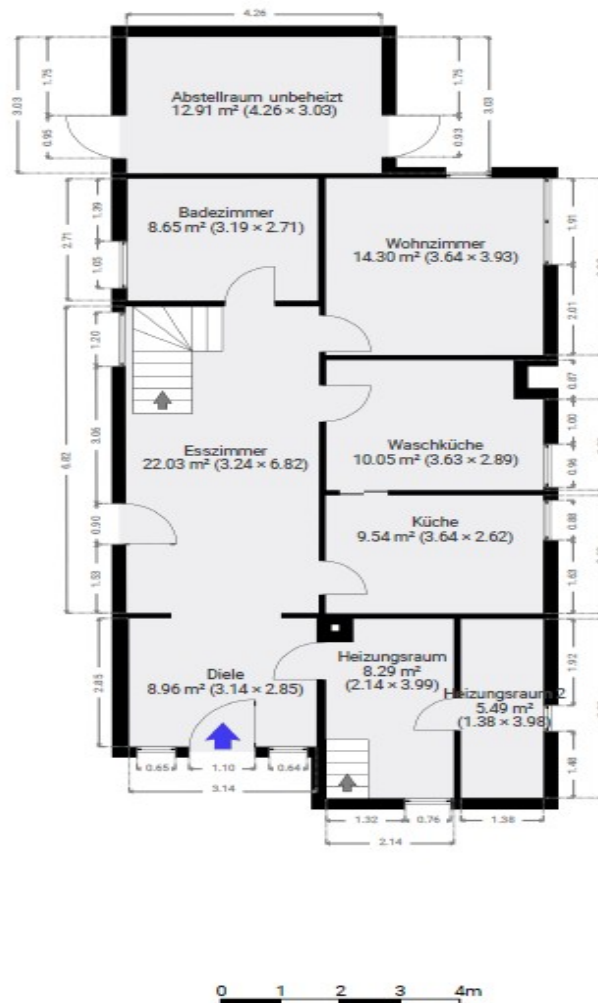 4.26
1.75
3.03
0.95
1.75
3.03
0.93
Abstellraum unbeheizt
12.91 m² (4.26 × 3.03)
Badezimmer
8.65 m² (3.19 × 2.71)
1.39
2.71
1.05
Wohnzimmer
14.30 m² (3.64 × 3.93)
1.91
2.01
1.20
3.06
6.82
0.90
1.53
Esszimmer
22.03 m² (3.24 × 6.82)
0.87
1.00
0.96
Waschküche
10.05 m² (3.63 × 2.89)
Küche
9.54 m² (3.64 × 2.62)
0.88
1.63
Diele
8.96 m² (3.14 × 2.85)
2.85
Heizungsraum
8.29 m²
(2.14 × 3.99)
Heizungsraum 2
5.49 m²
(1.38 × 3.98)
1.92
1.48
0.65
1.10
0.64
3.14
1.32
0.76
1.38
2.14
0 1 2 3 4m